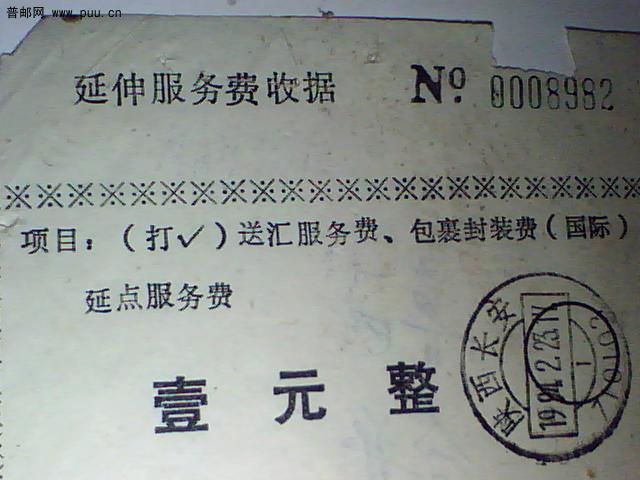 普邮网 www.puu.cn
延伸服务费收据 No 0008982
※※※※※※※※※※※※※※※※※※※※※
项目：（打✓）送汇服务费、包裹封装费（国际）
延点服务费
壹元整
陕西长安